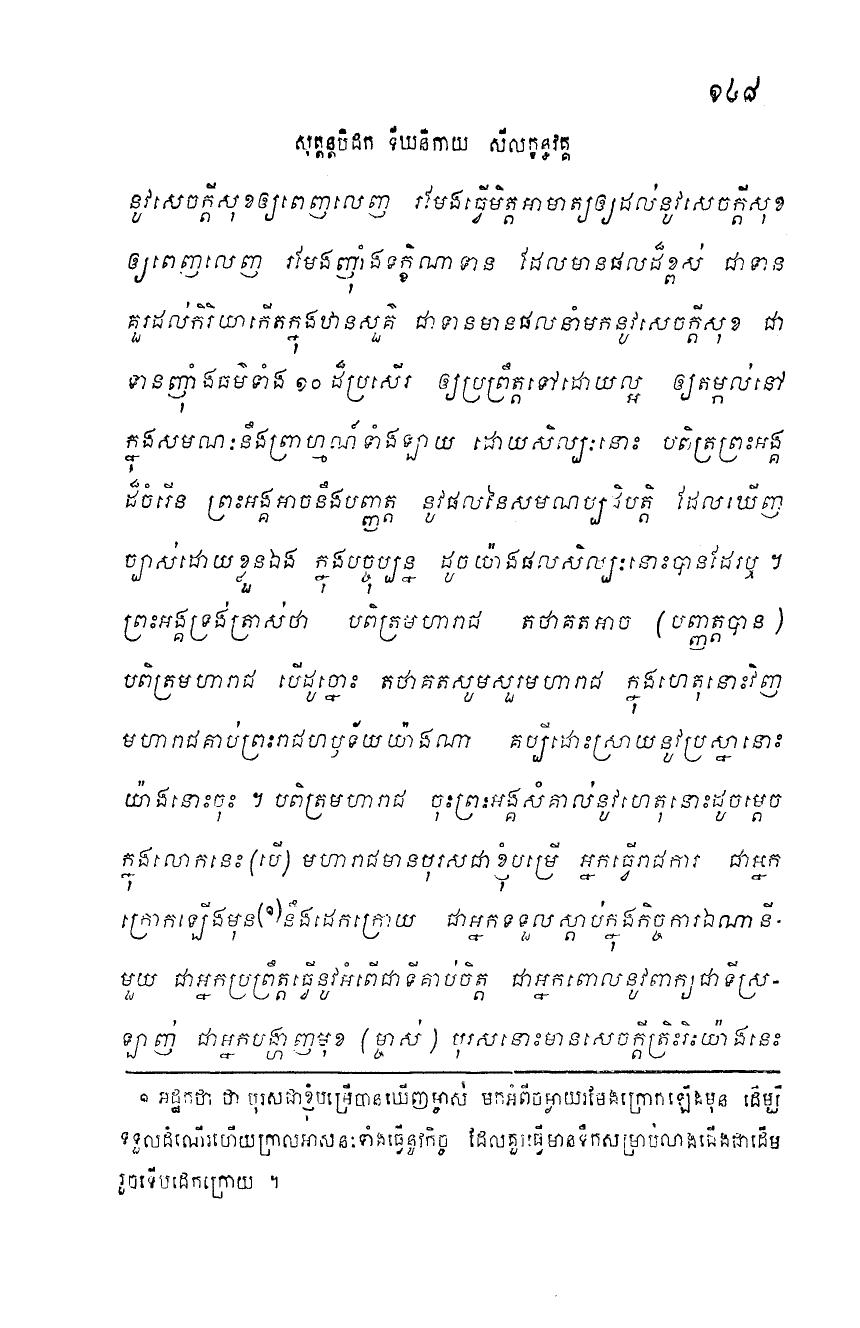 ១៤៨
សុត្តន្តបិដក ទីឃនិកាយ សីលក្ខន្ធវគ្គ
នូវសេចក្តីសុខឲ្យពេញលេញ រមែងធ្វើមិត្តអាមាត្យឲ្យដល់នូវសេចក្តីសុខ
ឲ្យពេញលេញ រមែងញ៉ាំងទក្ខិណាទាន ដែលមានផលដ៏ខ្ពស់ ជាទាន
គួរដល់កិរិយាកើតក្នុងឋានសួគ៌ ជាទានមានផលនាំមកនូវសេចក្តីសុខ ជា
ទានញ៉ាំងធម៌ទាំង ១០ ដ៏ប្រសើរ ឲ្យប្រព្រឹត្តទៅដោយល្អ ឲ្យតម្កល់នៅ
ក្នុងសមណៈនឹងព្រាហ្មណ៍ទាំងឡាយ ដោយសិល្បៈនោះ បពិត្រព្រះអង្គ
ដ៏ចំរើន ព្រះអង្គអាចនឹងបញ្ញត្ត នូវផលនៃសមណប្បដិបត្តិ ដែលឃើញ
ច្បាស់ដោយខ្លួនឯង ក្នុងបច្ចុប្បន្ន ដូចយ៉ាងផលសិល្បៈនោះបានដែរឬ ។
ព្រះអង្គទ្រង់ត្រាស់ថា បពិត្រមហារាជ តថាគតអាច (បញ្ញត្តបាន)
បពិត្រមហារាជ បើដូច្នោះ តថាគតសូមសួរមហារាជ ក្នុងហេតុនោះវិញ
មហារាជគាប់ព្រះរាជហឫទ័យយ៉ាងណា គប្បីដោះស្រាយនូវប្រស្នានោះ
យ៉ាងនោះចុះ ។ បពិត្រមហារាជ ចុះព្រះអង្គសំគាល់នូវហេតុនោះដូចម្តេច
ក្នុងលោកនេះ (បើ) មហារាជមានបុរសជាខ្ញុំបម្រើ អ្នកធ្វើរាជការ ជាអ្នក
ក្រោកឡើងមុន(១)នឹងដេកក្រោយ ជាអ្នកទទួលស្តាប់ក្នុងកិច្ចការឯណានី-
មួយ ជាអ្នកប្រព្រឹត្តធ្វើនូវអំពើជាទីគាប់ចិត្ត ជាអ្នកពោលនូវពាក្យជាទីស្រ-
ឡាញ់ ជាអ្នកបង្ហាញមុខ (ម្ចាស់) បុរសនោះមានសេចក្តីត្រិះរិះយ៉ាងនេះ
១ អដ្ឋកថា ថា បុរសជាខ្ញុំបម្រើបានឃើញម្ចាស់ មកអំពីចម្ងាយរមែងក្រោកឡើងមុន ដើម្បី
ទទួលដំណើរហើយក្រាលអាសនៈទាំងធ្វើនូវកិច្ច ដែលគួរធ្វើមានទឹកសម្រាប់លាងជើងជាដើម
រួចទើបដេកក្រោយ ។